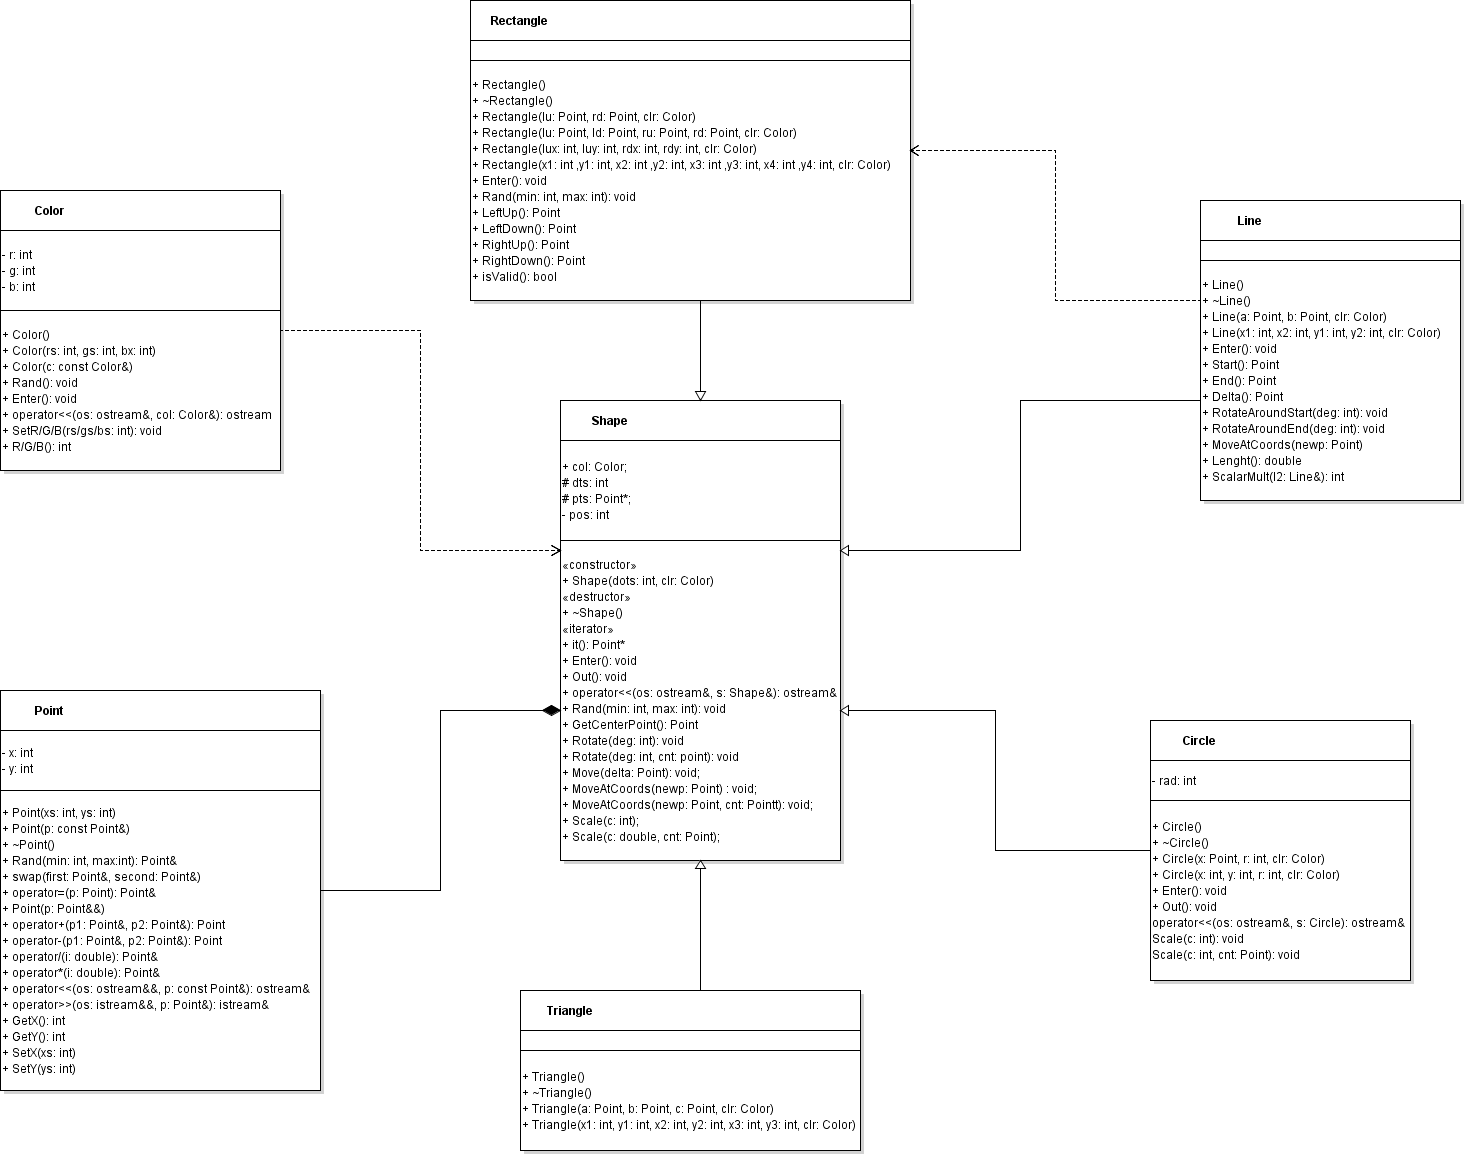 Rectangle
+ Rectangle()
+ ~Rectangle()
+ Rectangle(lu: Point, rd: Point, clr: Color)
+ Rectangle(lu: Point, ld: Point, ru: Point, rd: Point, clr: Color)
+ Rectangle(lux: int, luy: int, rdx: int, rdy: int, clr: Color)
+ Rectangle(x1: int ,y1: int, x2: int ,y2: int, x3: int ,y3: int, x4: int ,y4: int, clr: Color)
+ Enter(): void
+ Rand(min: int, max: int): void
+ LeftUp(): Point
+ LeftDown(): Point
+ RightUp(): Point
+ RightDown(): Point
+ isValid(): bool
Color
- r: int
- g: int
- b: int
+ Color()
+ Color(rs: int, gs: int, bx: int)
+ Color(c: const Color&)
+ Rand(): void
+ Enter(): void
+ operator<<(os: ostream&, col: Color&): ostream
+ SetR/G/B(rs/gs/bs: int): void
+ R/G/B(): int
Line
+ Line()
+ ~Line()
+ Line(a: Point, b: Point, clr: Color)
+ Line(x1: int, x2: int, y1: int, y2: int, clr: Color)
+ Enter(): void
+ Start(): Point
+ End(): Point
+ Delta(): Point
+ RotateAroundStart(deg: int): void
+ RotateAroundEnd(deg: int): void
+ MoveAtCoords(newp: Point)
+ Lenght(): double
+ ScalarMult(l2: Line&): int
Shape
+ col: Color;
# dts: int
# pts: Point*;
- pos: int
«constructor»
+ Shape(dots: int, clr: Color)
«destructor»
+ ~Shape()
«iterator»
+ it(): Point*
+ Enter(): void
+ Out(): void
+ operator<<(os: ostream&, s: Shape&): ostream&
+ Rand(min: int, max: int): void
+ GetCenterPoint(): Point
+ Rotate(deg: int): void
+ Rotate(deg: int, cnt: point): void
+ Move(delta: Point): void;
+ MoveAtCoords(newp: Point) : void;
+ MoveAtCoords(newp: Point, cnt: Pointt): void;
+ Scale(c: int);
+ Scale(c: double, cnt: Point);
Point
- x: int
- y: int
+ Point(xs: int, ys: int)
+ Point(p: const Point&)
+ ~Point()
+ Rand(min: int, max:int): Point&
+ swap(first: Point&, second: Point&)
+ operator=(p: Point): Point&
+ Point(p: Point&&)
+ operator+(p1: Point&, p2: Point&): Point
+ operator-(p1: Point&, p2: Point&): Point
+ operator/(i: double): Point&
+ operator*(i: double): Point&
+ operator<<(os: ostream&&, p: const Point&): ostream&
+ operator>>(os: istream&&, p: Point&): istream&
+ GetX(): int
+ GetY(): int
+ SetX(xs: int)
+ SetY(ys: int)
Circle
- rad: int
+ Circle()
+ ~Circle()
+ Circle(x: Point, r: int, clr: Color)
+ Circle(x: int, y: int, r: int, clr: Color)
+ Enter(): void
+ Out(): void
operator<<(os: ostream&, s: Circle): ostream&
Scale(c: int): void
Scale(c: int, cnt: Point): void
Triangle
+ Triangle()
+ ~Triangle()
+ Triangle(a: Point, b: Point, c: Point, clr: Color)
+ Triangle(x1: int, y1: int, x2: int, y2: int, x3: int, y3: int, clr: Color)